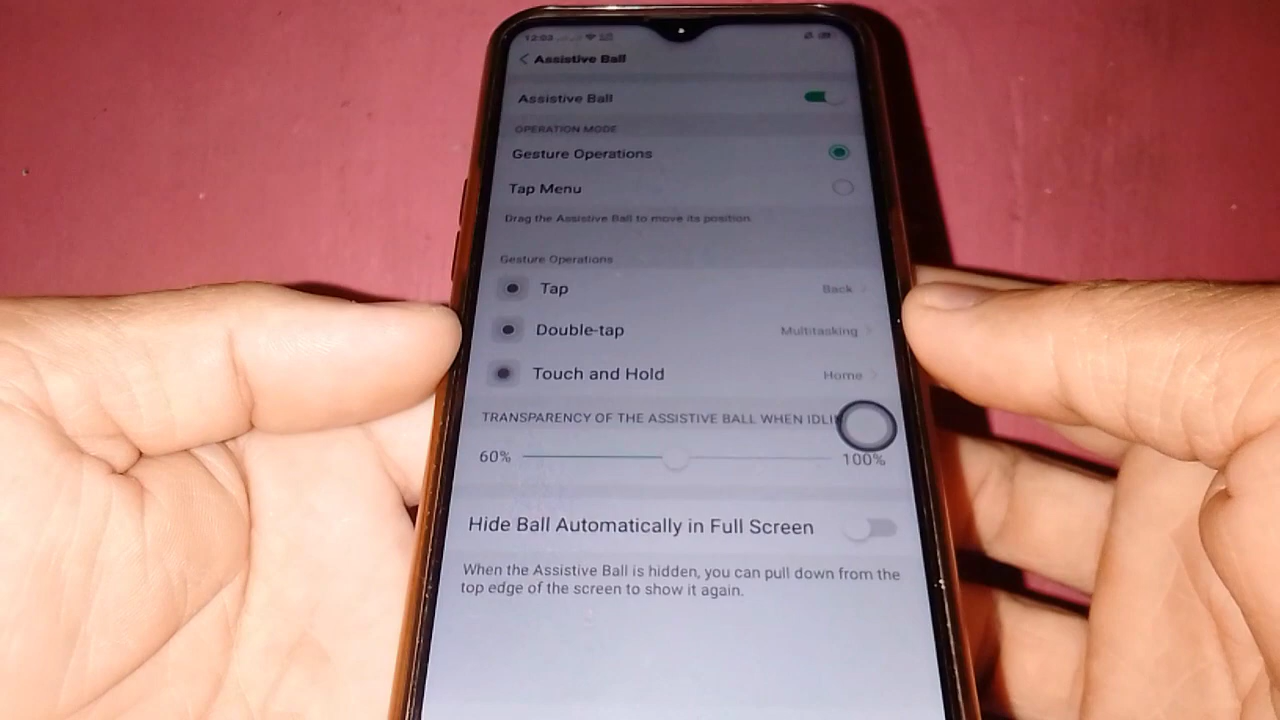 12:03
Assistive Ball
Assistive Ball
OPERATION MODE
Gesture Operations
Tap Menu
Drag the Assistive Ball to move its position.
Gesture Operations
Tap Back
Double-tap Multitasking
Touch and Hold Home
TRANSPARENCY OF THE ASSISTIVE BALL WHEN
60% 100%
Hide Ball Automatically in Full Screen
When the Assistive Ball is hidden, you can pull down from the
top edge of the screen to show it again.